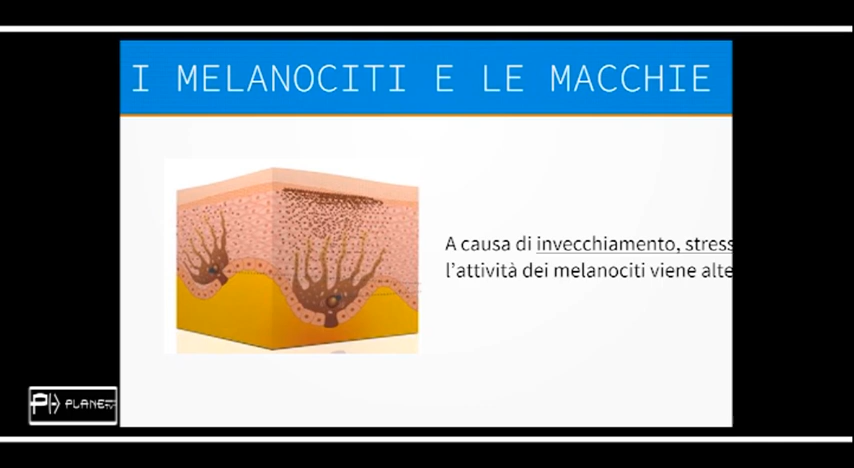 I MELANOCITI E LE MACCHIE
A causa di invecchiamento, stress
l'attività dei melanociti viene alte
PLANET